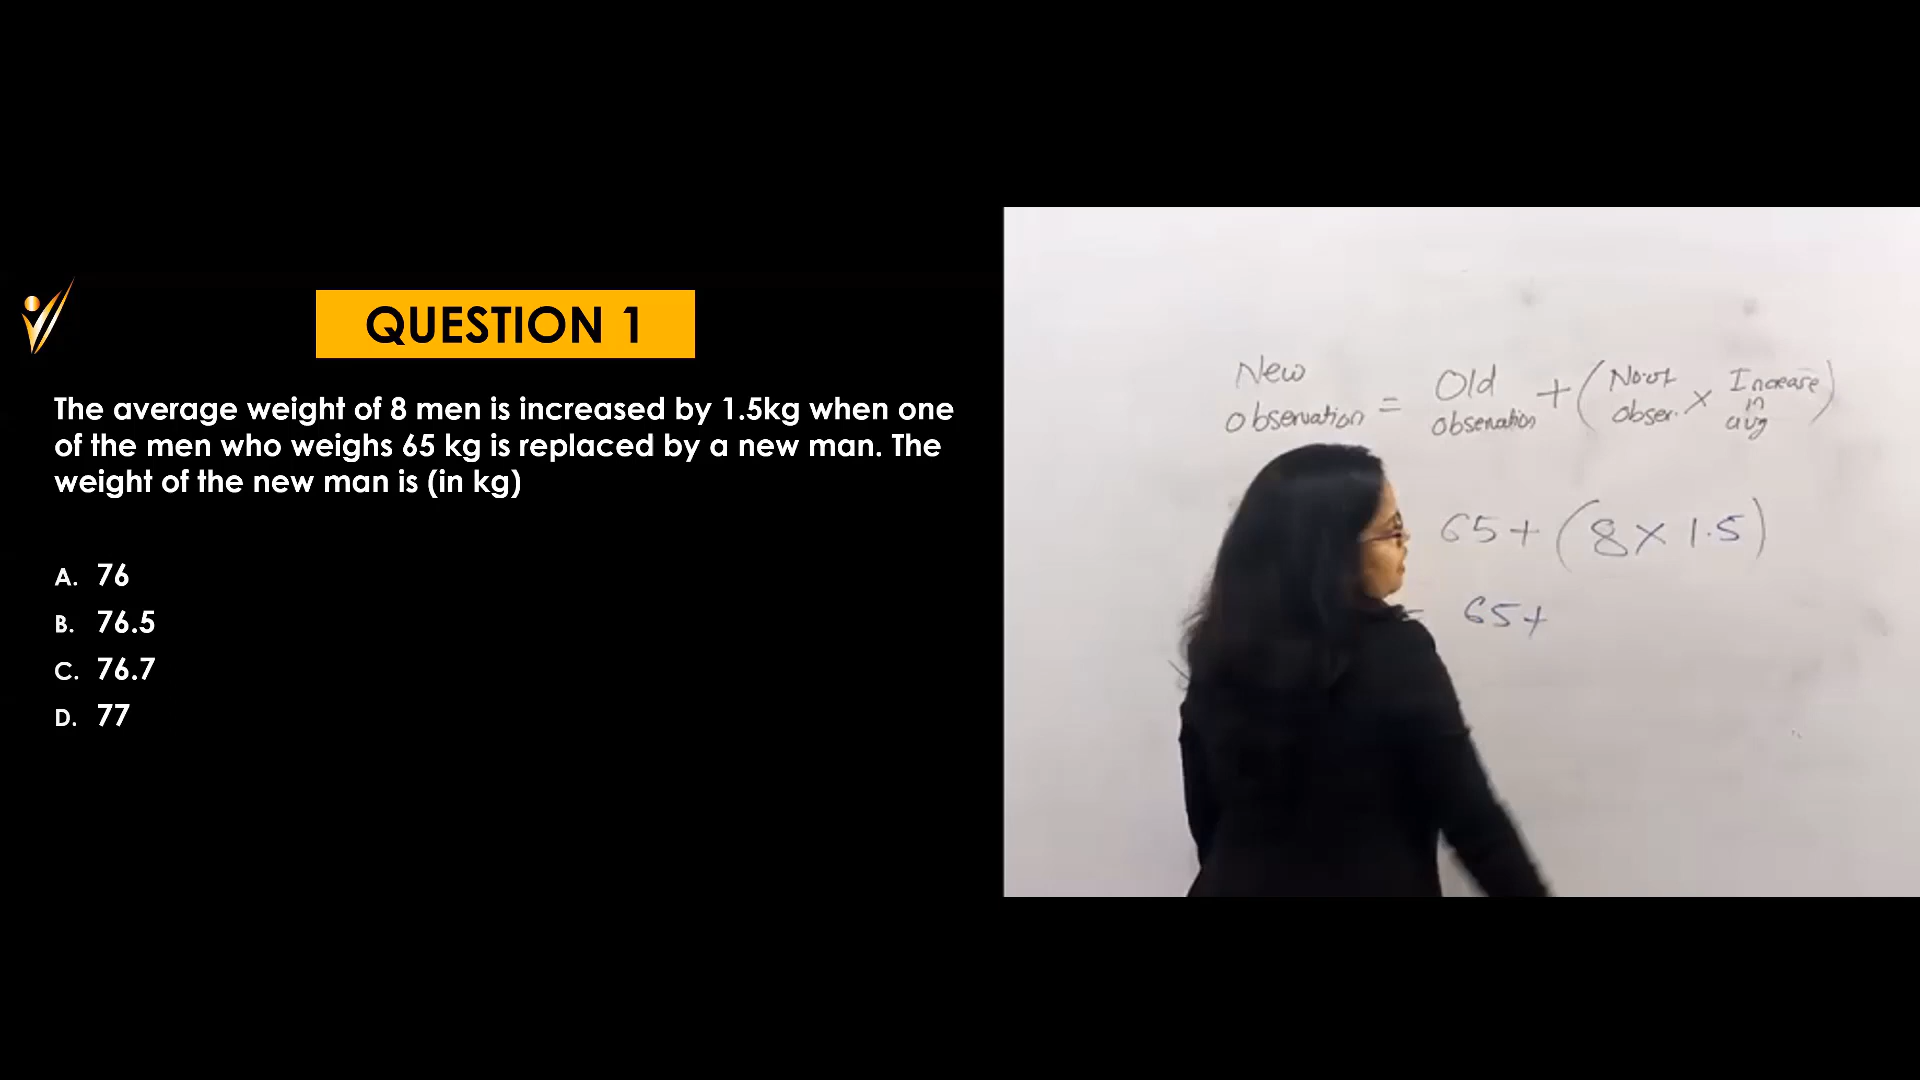 QUESTION 1
The average weight of 8 men is increased by 1.5kg when one
of the men who weighs 65 kg is replaced by a new man. The
weight of the new man is (in kg)
A. 76
B. 76.5
C. 76.7
D. 77
New
observation = Old
observation + (No. of
obser. × Increase
in
avg)
65 + (8 × 1.5)
= 65 +